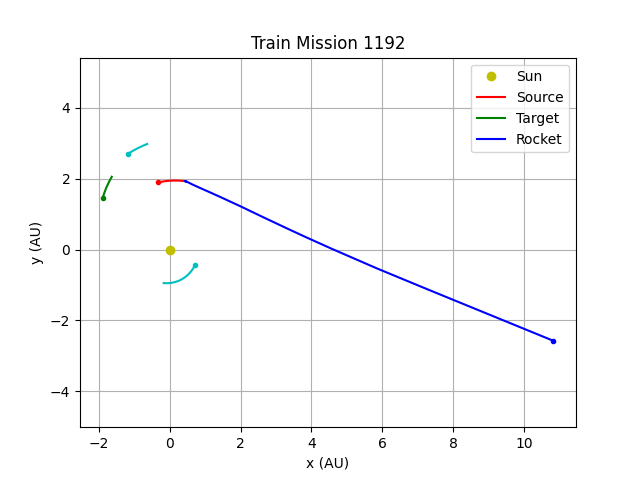 Train Mission 1192
Sun
Source
Target
Rocket
4
2
0
−2
−4
y (AU)
−2 0 2 4 6 8 10
x (AU)